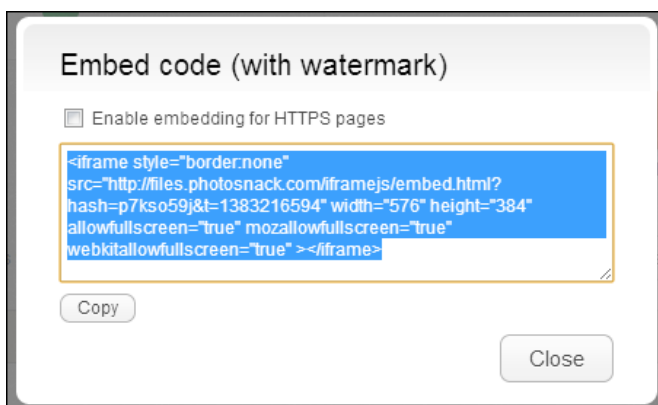 Embed code (with watermark)
Enable embedding for HTTPS pages
<iframe style="border:none"
src="http://files.photosnack.com/iframejs/embed.html?
hash=p7kso59j&t=1383216594" width="576" height="384"
allowfullscreen="true" mozallowfullscreen="true"
webkitallowfullscreen="true" ></iframe>
Copy
Close